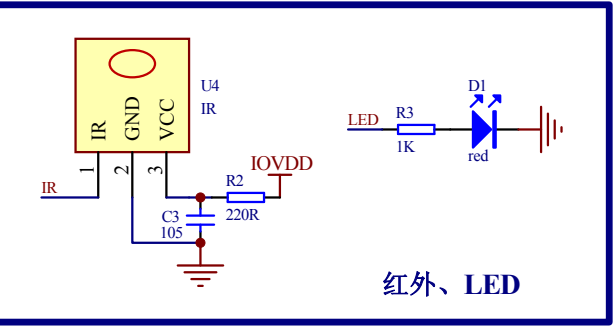 U4
IR
IR
GND
VCC
1
2
3
IR
IOVDD
R2
220R
C3
105
D1
LED
R3
1K
red
红外、LED